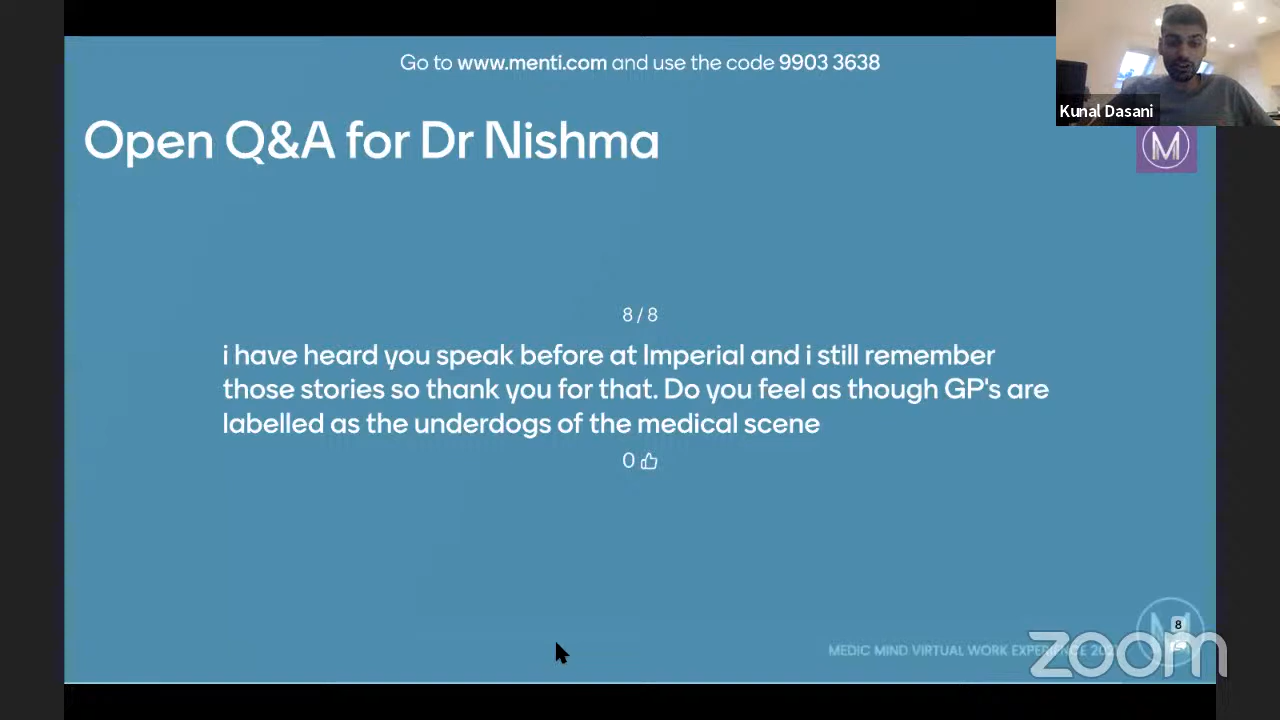 Go to www.menti.com and use the code 9903 3638
Kunal Dasani
Open Q&A for Dr Nishma
M
8 / 8
i have heard you speak before at Imperial and i still remember
those stories so thank you for that. Do you feel as though GP's are
labelled as the underdogs of the medical scene
0
8
MEDIC MIND VIRTUAL WORK EXPERIENCE
zoom